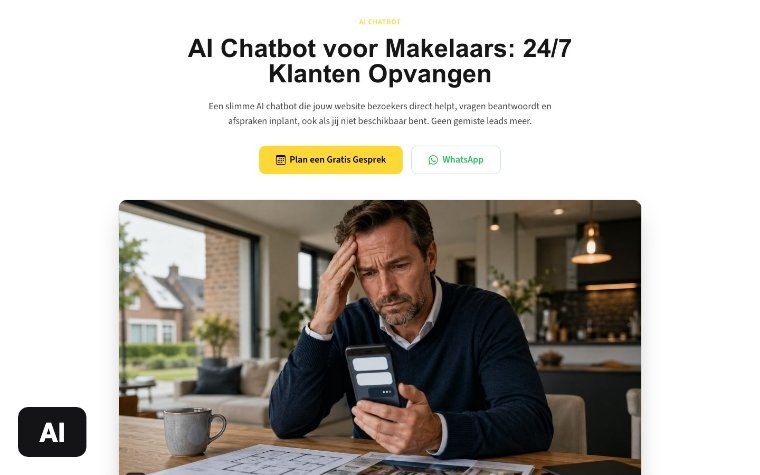 AI CHATBOT
AI Chatbot voor Makelaars: 24/7
Klanten Opvangen
Een slimme AI chatbot die jouw website bezoekers direct helpt, vragen beantwoordt en
afspraken inplant, ook als jij niet beschikbaar bent. Geen gemiste leads meer.
Plan een Gratis Gesprek
WhatsApp
AI